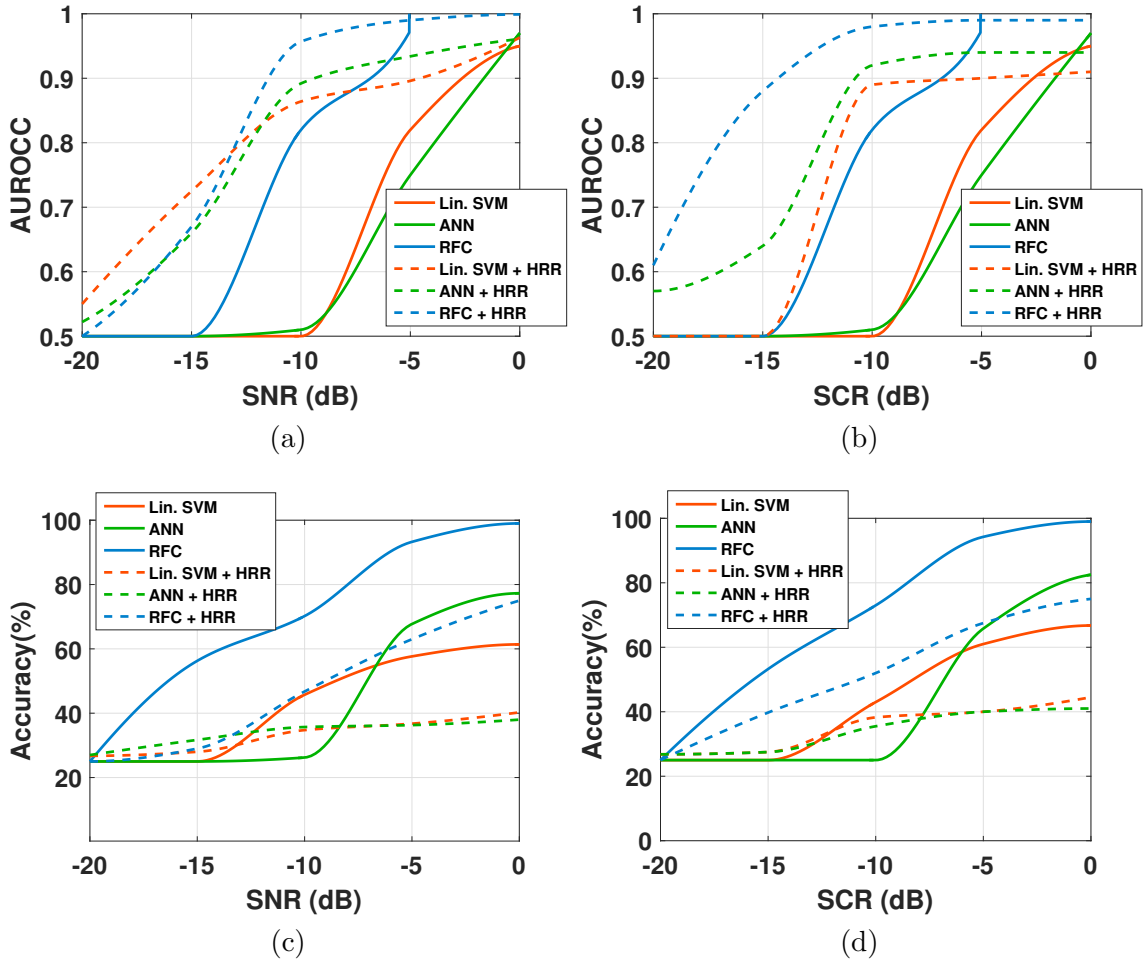 1
0.9
0.8
0.7
0.6
0.5
AUROCC
-20 -15 -10 -5 0
SNR (dB)
Lin. SVM
ANN
RFC
Lin. SVM + HRR
ANN + HRR
RFC + HRR
(a)
1
0.9
0.8
0.7
0.6
0.5
AUROCC
-20 -15 -10 -5 0
SCR (dB)
Lin. SVM
ANN
RFC
Lin. SVM + HRR
ANN + HRR
RFC + HRR
(b)
100
80
60
40
20
Accuracy(%)
-20 -15 -10 -5 0
SNR (dB)
Lin. SVM
ANN
RFC
Lin. SVM + HRR
ANN + HRR
RFC + HRR
(c)
100
80
60
40
20
0
Accuracy(%)
-20 -15 -10 -5 0
SCR (dB)
Lin. SVM
ANN
RFC
Lin. SVM + HRR
ANN + HRR
RFC + HRR
(d)